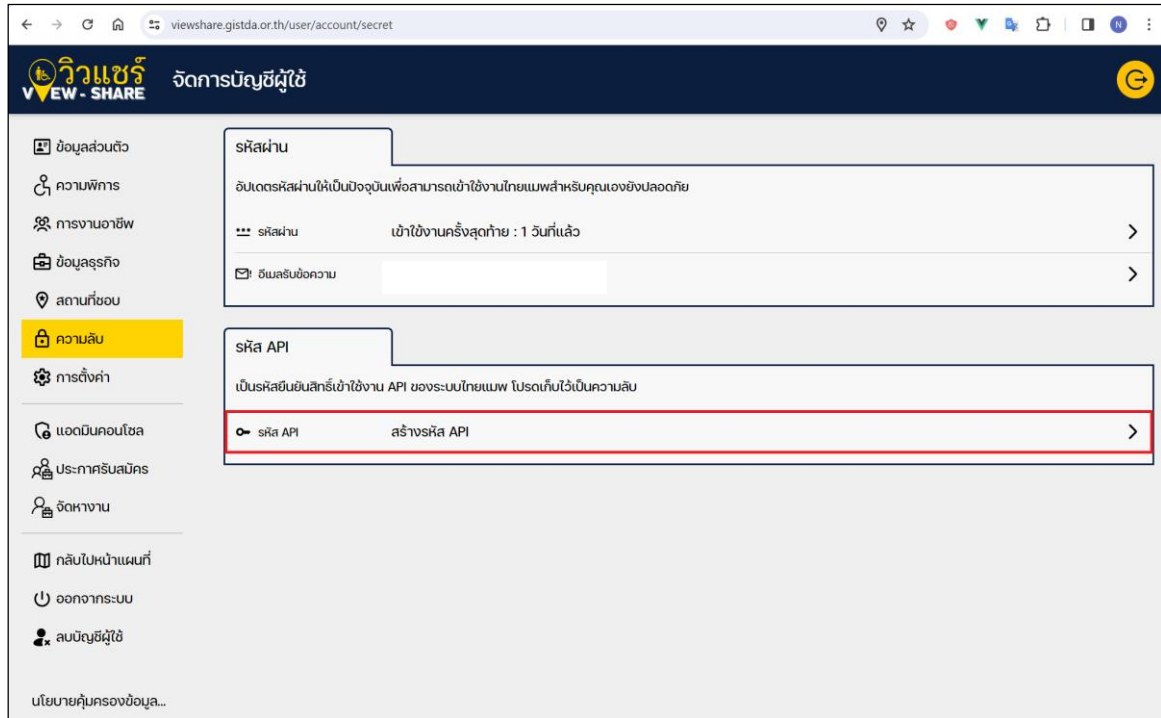 viewshare.gistda.or.th/user/account/secret
N
วิวแชร์
VIEW - SHARE
จัดการบัญชีผู้ใช้
ข้อมูลส่วนตัว
ความพิการ
การงานอาชีพ
ข้อมูลธุรกิจ
สถานที่ชอบ
ความลับ
การตั้งค่า
แอดมินคอนโซล
ประกาศรับสมัคร
จัดหางาน
กลับไปหน้าแผนที่
ออกจากระบบ
ลบบัญชีผู้ใช้
นโยบายคุ้มครองข้อมูล...
รหัสผ่าน
อัปเดตรหัสผ่านให้เป็นปัจจุบันเพื่อสามารถเข้าใช้งานไทยแมพสำหรับคุณเองยังปลอดภัย
รหัสผ่าน เข้าใช้งานครั้งสุดท้าย : 1 วันที่แล้ว
อีเมลรับข้อความ
รหัส API
เป็นรหัสยืนยันสิทธิ์เข้าใช้งาน API ของระบบไทยแมพ โปรดเก็บไว้เป็นความลับ
รหัส API สร้างรหัส API